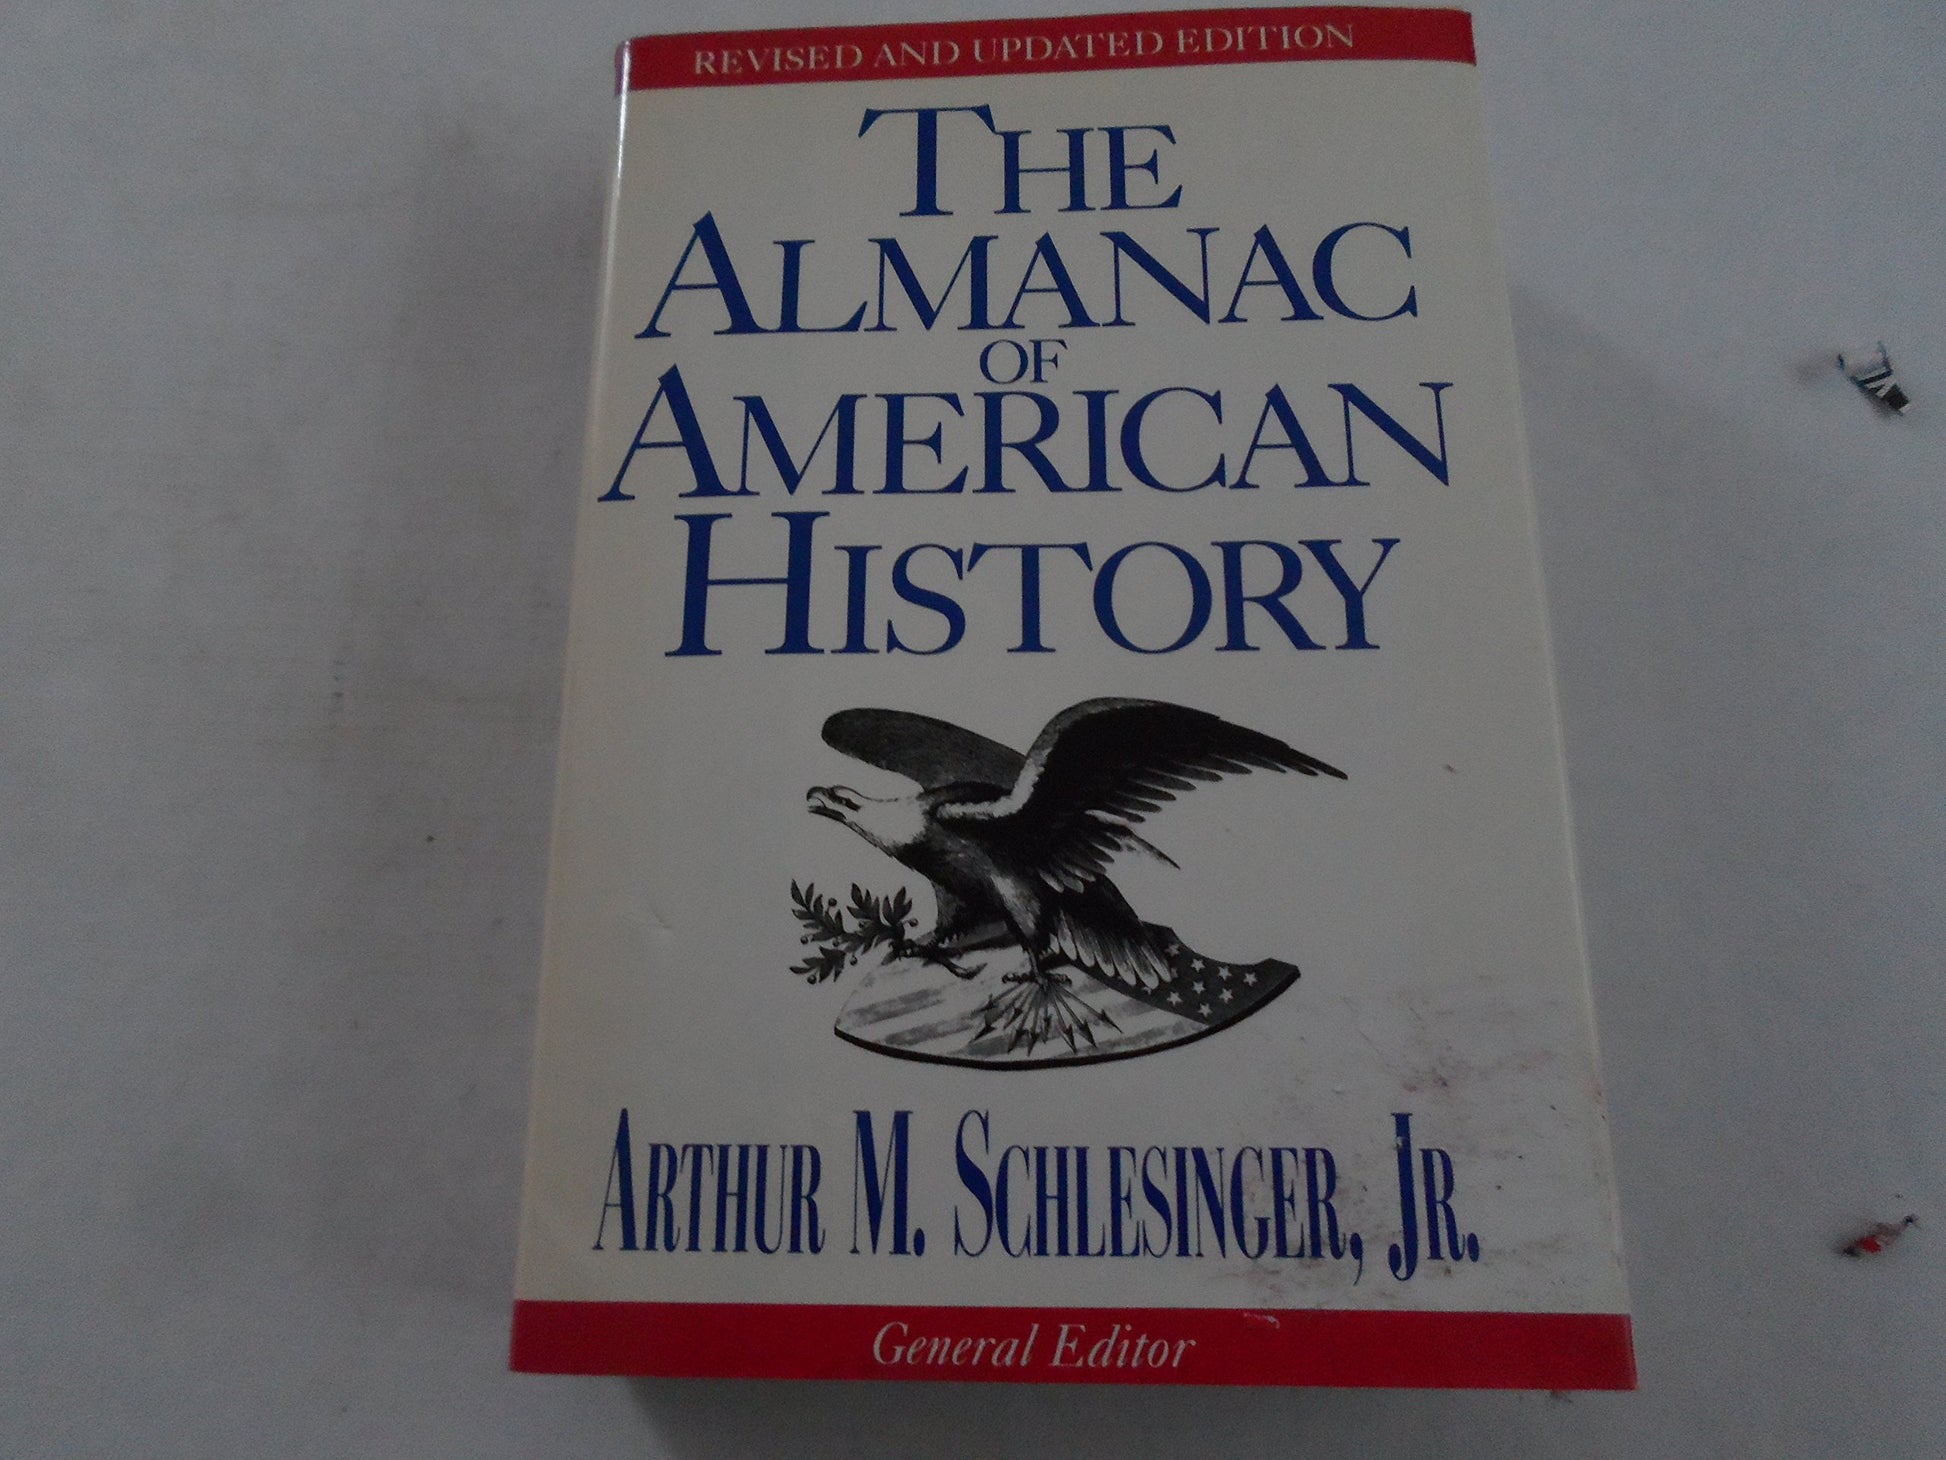 REVISED AND UPDATED EDITION
THE
ALMANAC
OF
AMERICAN
HISTORY
ARTHUR M. SCHLESINGER, JR.
General Editor